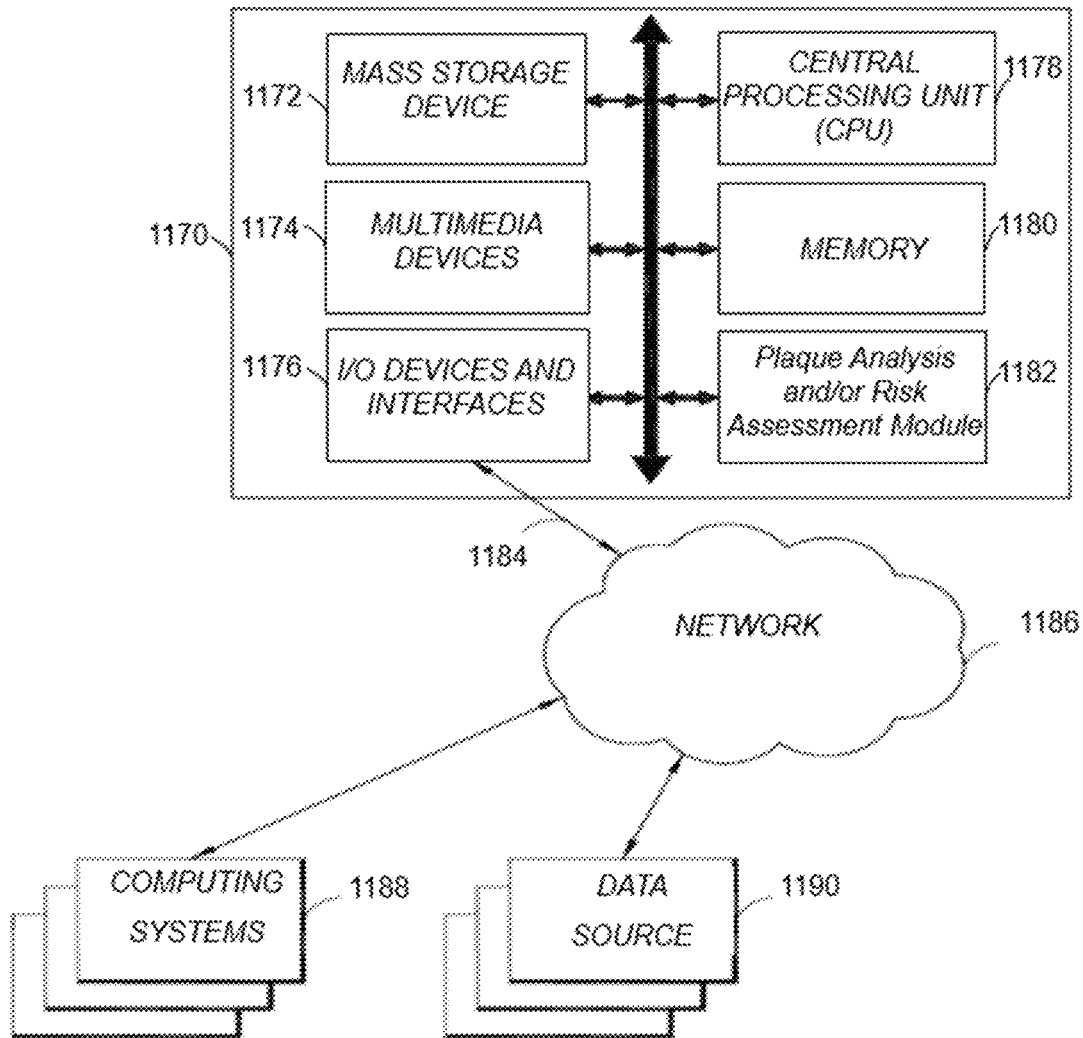 1170
1172
MASS STORAGE
DEVICE
CENTRAL
PROCESSING UNIT
(CPU)
1178
1174
MULTIMEDIA
DEVICES
MEMORY
1180
1176
I/O DEVICES AND
INTERFACES
Plaque Analysis
and/or Risk
Assessment Module
1182
1184
NETWORK
1186
COMPUTING
SYSTEMS
1188
DATA
SOURCE
1190